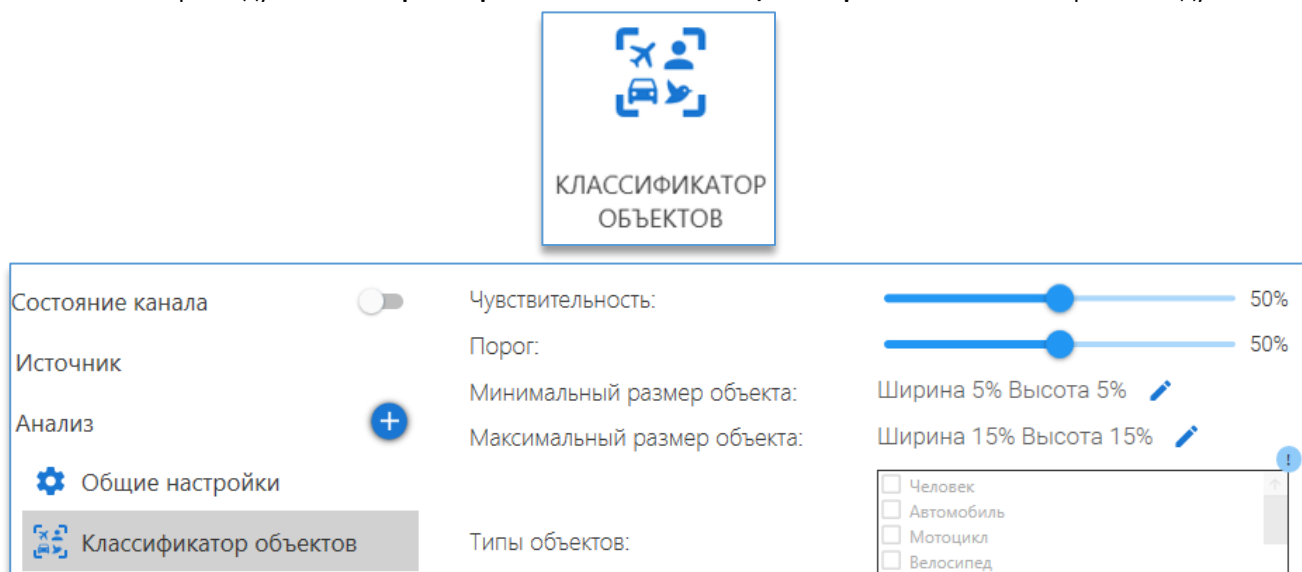 КЛАССИФИКАТОР
ОБЪЕКТОВ
Состояние канала
Чувствительность: 50%
Порог: 50%
Источник
Минимальный размер объекта: Ширина 5% Высота 5%
Анализ
Максимальный размер объекта: Ширина 15% Высота 15%
!
Общие настройки
Человек
Автомобиль
Классификатор объектов
Типы объектов:
Мотоцикл
Велосипед